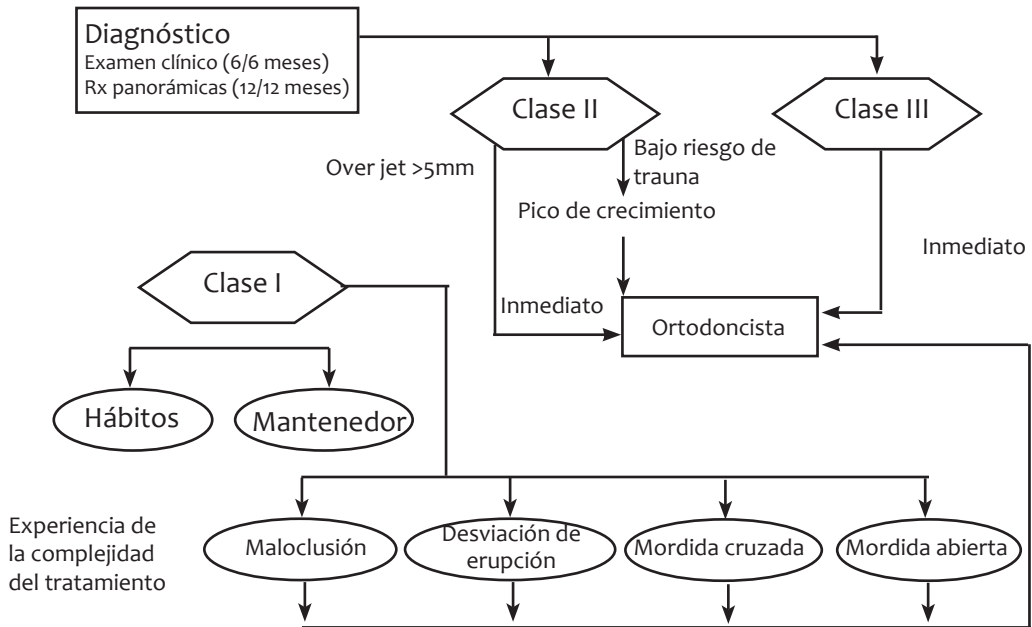 Diagnóstico
Examen clínico (6/6 meses)
Rx panorámicas (12/12 meses)
Clase II
Clase III
Over jet >5mm
Bajo riesgo de
trauna
Pico de crecimiento
Inmediato
Clase I
Inmediato
Ortodoncista
Hábitos
Mantenedor
Experiencia de
la complejidad
del tratamiento
Maloclusión
Desviación de
erupción
Mordida cruzada
Mordida abierta